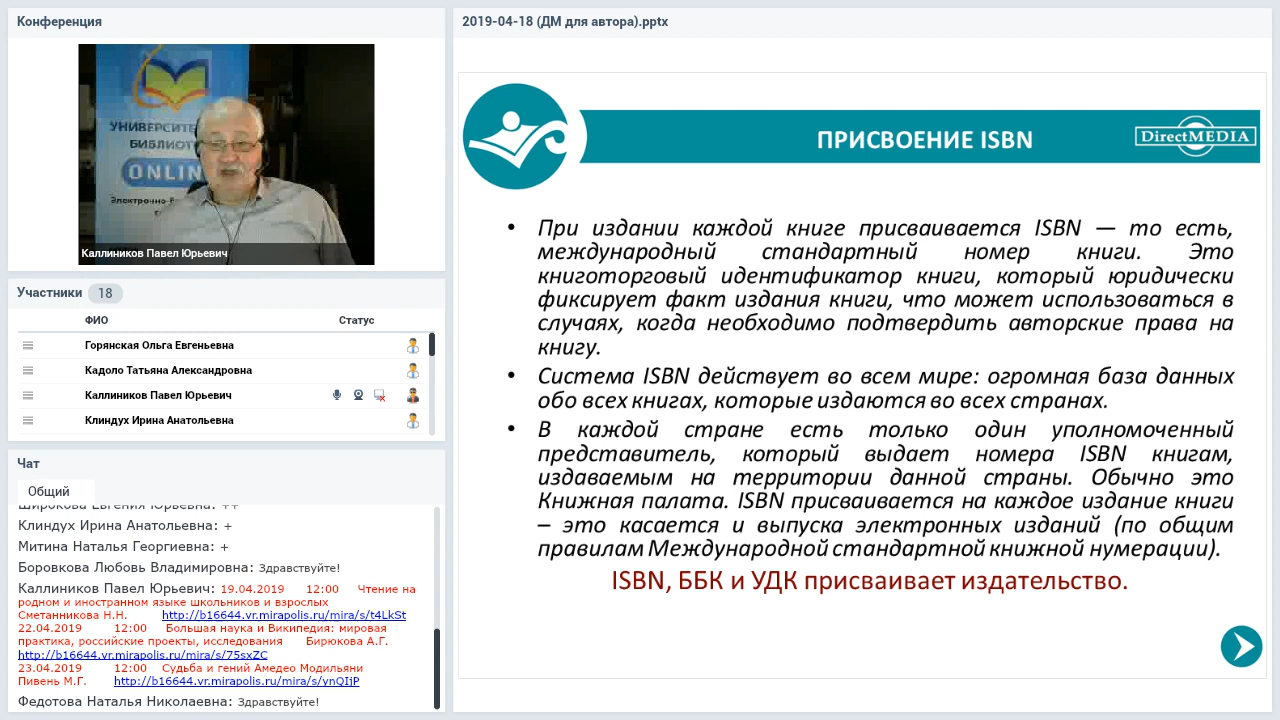 Конференция
УНИВЕРСИТЕ
БИБЛИОТ
ONLIN
Каллиников Павел Юрьевич
Участники 18
ФИО Статус
Горянская Ольга Евгеньевна
Кадоло Татьяна Александровна
Каллиников Павел Юрьевич
Клиндух Ирина Анатольевна
Чат
Общий
Широкова Евгения Юрьевна: ++
Клиндух Ирина Анатольевна: +
Митина Наталья Георгиевна: +
Боровкова Любовь Владимировна: Здравствуйте!
Каллиников Павел Юрьевич: 19.04.2019 12:00 Чтение на
родном и иностранном языке школьников и взрослых
Сметанникова Н.Н. http://b16644.vr.mirapolis.ru/mira/s/t4LkSt
22.04.2019 12:00 Большая наука и Википедия: мировая
практика, российские проекты, исследования Бирюкова А.Г.
http://b16644.vr.mirapolis.ru/mira/s/75sxZC
23.04.2019 12:00 Судьба и гений Амедео Модильяни
Пивень М.Г. http://b16644.vr.mirapolis.ru/mira/s/ynQIjP
Федотова Наталья Николаевна: Здравствуйте!
2019-04-18 (ДМ для автора).pptx
ПРИСВОЕНИЕ ISBN
DirectMEDIA
• При издании каждой книге присваивается ISBN — то есть,
международный стандартный номер книги. Это
книготорговый идентификатор книги, который юридически
фиксирует факт издания книги, что может использоваться в
случаях, когда необходимо подтвердить авторские права на
книгу.
• Система ISBN действует во всем мире: огромная база данных
обо всех книгах, которые издаются во всех странах.
• В каждой стране есть только один уполномоченный
представитель, который выдает номера ISBN книгам,
издаваемым на территории данной страны. Обычно это
Книжная палата. ISBN присваивается на каждое издание книги
– это касается и выпуска электронных изданий (по общим
правилам Международной стандартной книжной нумерации).
ISBN, ББК и УДК присваивает издательство.